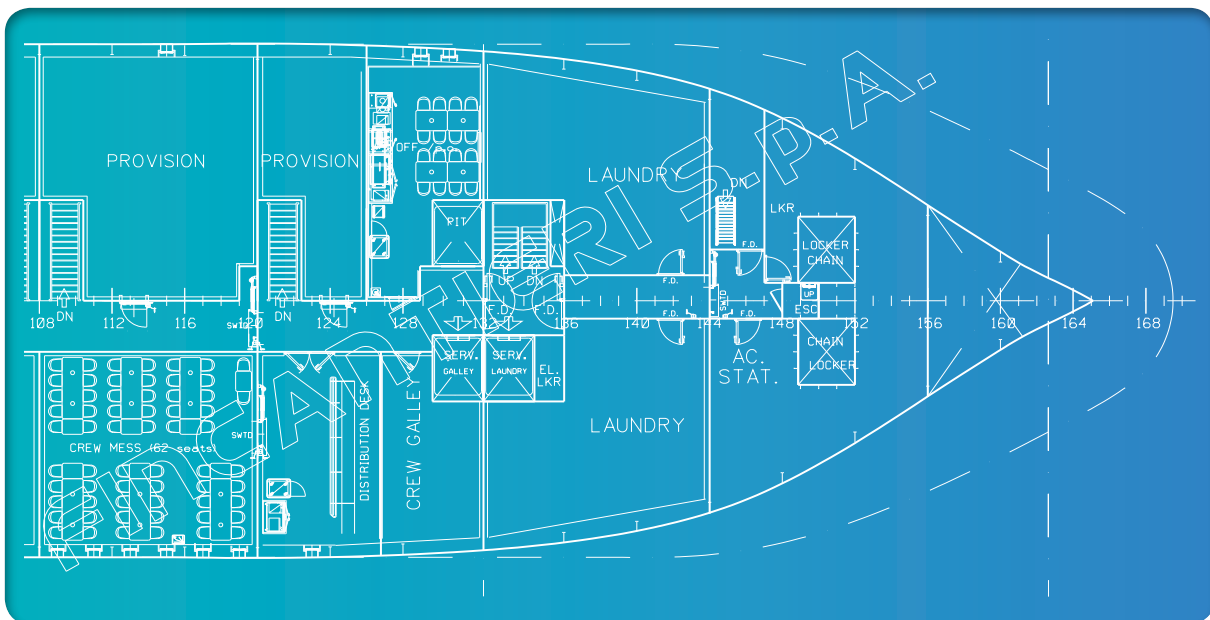 FINCANTIERI S.p.A.
PROVISION
PROVISION
OFF. p.o.
LAUNDRY
DN
LKR
PIT
LOCKER
CHAIN
F.D.
F.D.
UP
DN
F.D.
F.D.
UP
ESC
SWTD
DN
DN
SWTD
F.D.
F.D.
108 112 116 120 124 128 132 136 140 144 148 152 156 160 164 168
SERV.
GALLEY
SERV.
LAUNDRY
EL.
LKR
AC.
STAT.
CHAIN
LOCKER
DISTRIBUTION DESK
CREW GALLEY
LAUNDRY
SWTD
CREW MESS (62 seats)